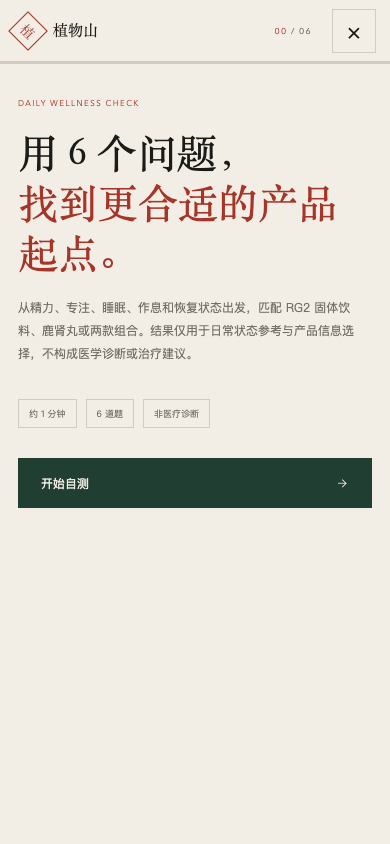 植 植物山 00 / 06 ×
DAILY WELLNESS CHECK
用 6 个问题，
找到更合适的产品
起点。
从精力、专注、睡眠、作息和恢复状态出发，匹配 RG2 固体饮
料、鹿肾丸或两款组合。结果仅用于日常状态参考与产品信息选
择，不构成医学诊断或治疗建议。
约 1 分钟 6 道题 非医疗诊断
开始自测 →